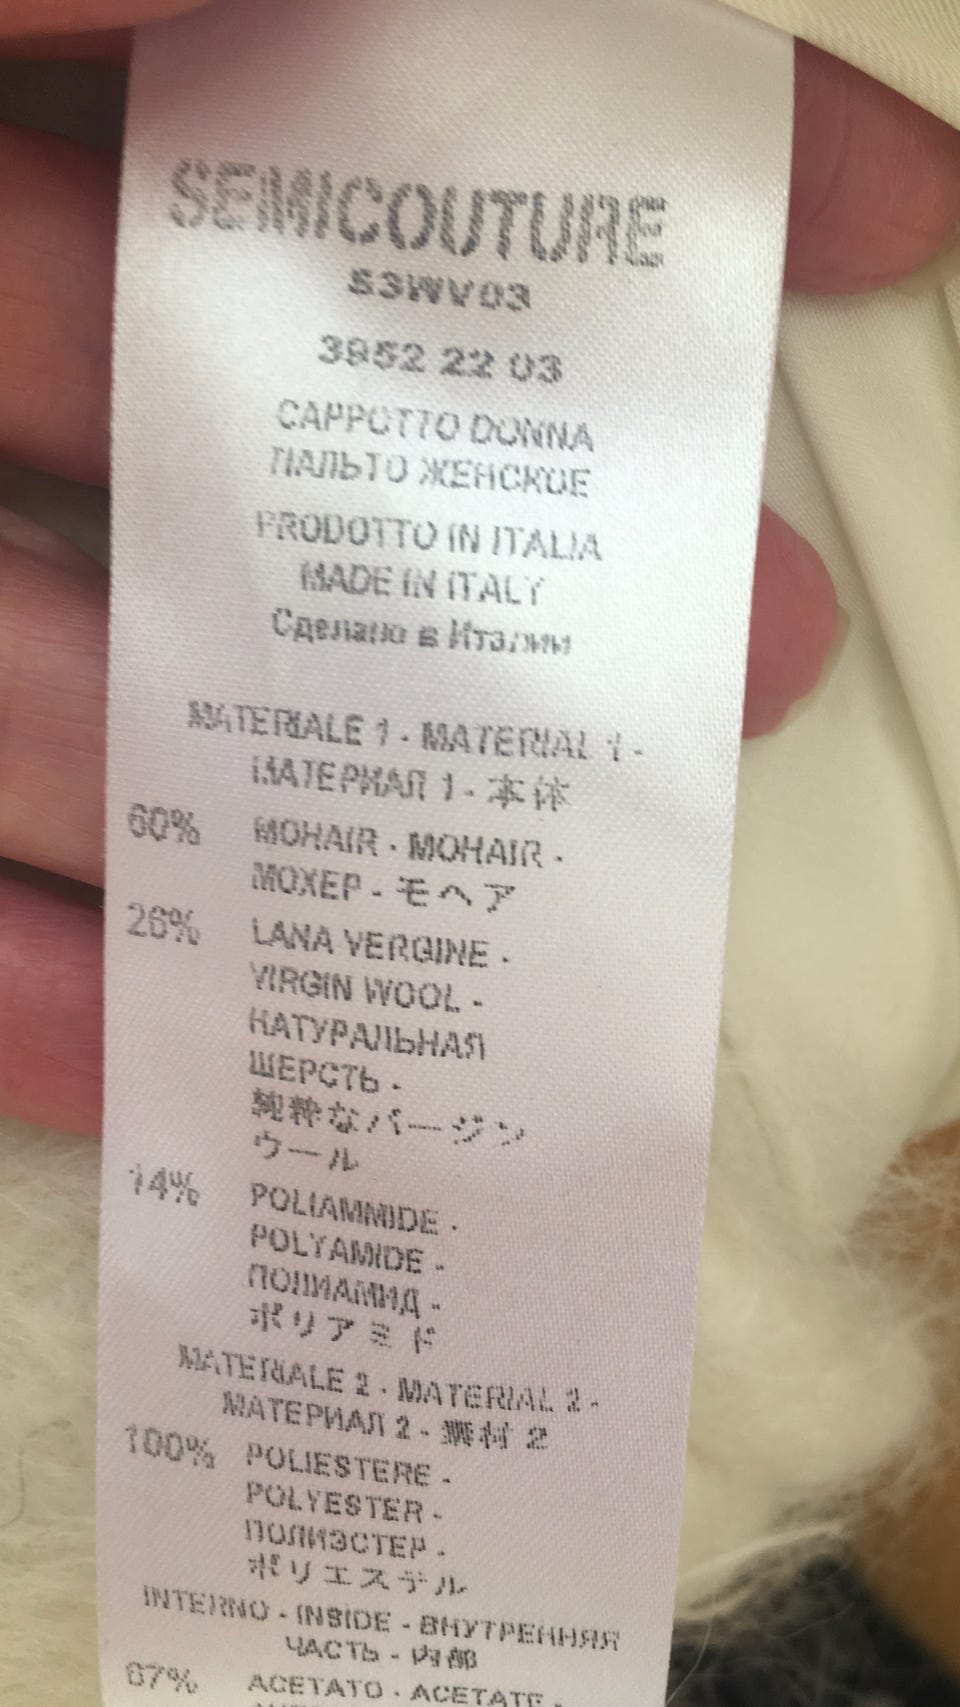 SEMICOUTURE
S3WV03
3952 22 03
CAPPOTTO DONNA
ПАЛЬТО ЖЕНСКОЕ
PRODOTTO IN ITALIA
MADE IN ITALY
Сделано в Италии
MATERIALE 1 - MATERIAL 1 -
МАТЕРИАЛ 1 - 本体
60% MOHAIR - MOHAIR -
МОХЕР - モヘア
26% LANA VERGINE -
VIRGIN WOOL -
НАТУРАЛЬНАЯ
ШЕРСТЬ -
純粋なバージン
ウール
14% POLIAMMIDE -
POLYAMIDE -
ПОЛИАМИД -
ポリアミド
MATERIALE 2 - MATERIAL 2 -
МАТЕРИАЛ 2 - 素材 2
100% POLIESTERE -
POLYESTER -
ПОЛИЭСТЕР -
ポリエステル
INTERNO - INSIDE - ВНУТРЕННЯЯ
ЧАСТЬ - 内部
67% ACETATO - ACETATE -